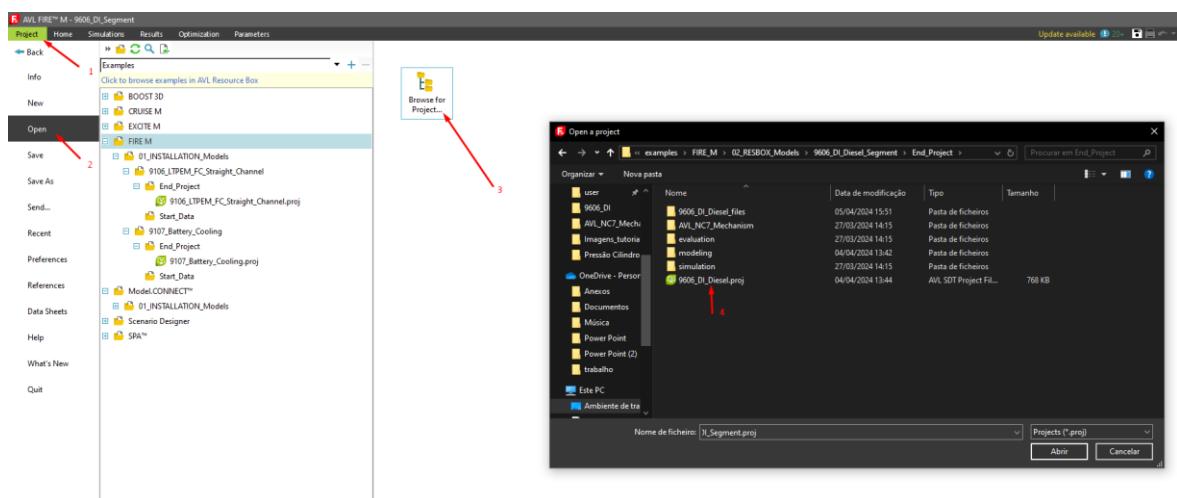 AVL FIRE™ M - 9606_DI_Segment
Project Home Simulations Results Optimization Parameters
Update available 20+
Back
Info
New
Open
Save
Save As
Send...
Recent
Preferences
References
Data Sheets
Help
What's New
Quit
1
2
Examples
Click to browse examples in AVL Resource Box
BOOST 3D
CRUISE M
EXCITE M
FIRE M
01_INSTALLATION_Models
9106_LTPEM_FC_Straight_Channel
End_Project
9106_LTPEM_FC_Straight_Channel.proj
Start_Data
9107_Battery_Cooling
End_Project
9107_Battery_Cooling.proj
Start_Data
Model.CONNECT™
01_INSTALLATION_Models
Scenario Designer
SPA™
Browse for
Project...
3
Open a project
« examples › FIRE_M › 02_RESBOX_Models › 9606_DI_Diesel_Segment › End_Project ›
Procurar em End_Project
Organizar Nova pasta
user
9606_DI
AVL_NC7_Mecha
Imagens_tutoria
Pressão Cilindro
OneDrive - Person
Anexos
Documentos
Música
Power Point
Power Point (2)
trabalho
Este PC
Ambiente de tra
Nome Data de modificação Tipo Tamanho
9606_DI_Diesel_files 05/04/2024 15:51 Pasta de ficheiros
AVL_NC7_Mechanism 27/03/2024 14:15 Pasta de ficheiros
evaluation 27/03/2024 14:15 Pasta de ficheiros
modeling 04/04/2024 13:42 Pasta de ficheiros
simulation 27/03/2024 14:15 Pasta de ficheiros
9606_DI_Diesel.proj 04/04/2024 13:44 AVL SDT Project Fil... 768 KB
4
Nome de ficheiro: I_Segment.proj Projects (*.proj)
Abrir Cancelar